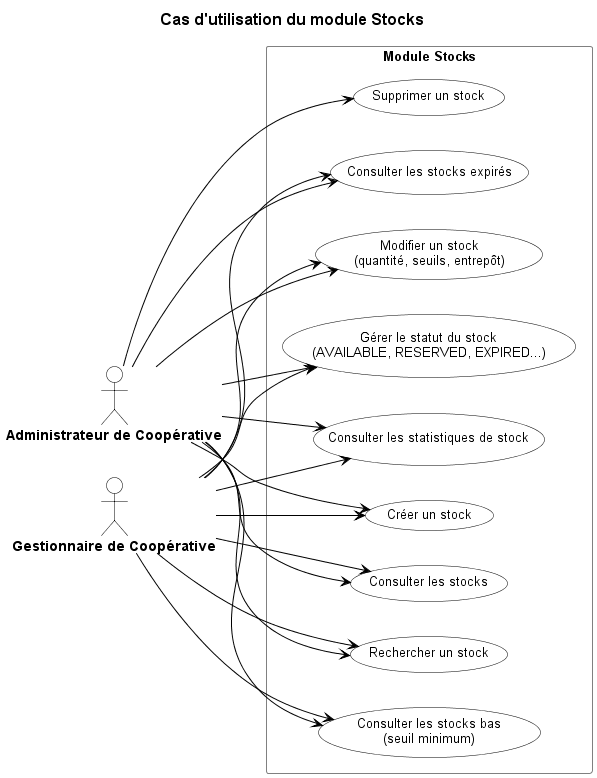 Cas d'utilisation du module Stocks
Module Stocks
Supprimer un stock
Consulter les stocks expirés
Modifier un stock
(quantité, seuils, entrepôt)
Gérer le statut du stock
(AVAILABLE, RESERVED, EXPIRED...)
Administrateur de Coopérative
Consulter les statistiques de stock
Créer un stock
Gestionnaire de Coopérative
Consulter les stocks
Rechercher un stock
Consulter les stocks bas
(seuil minimum)